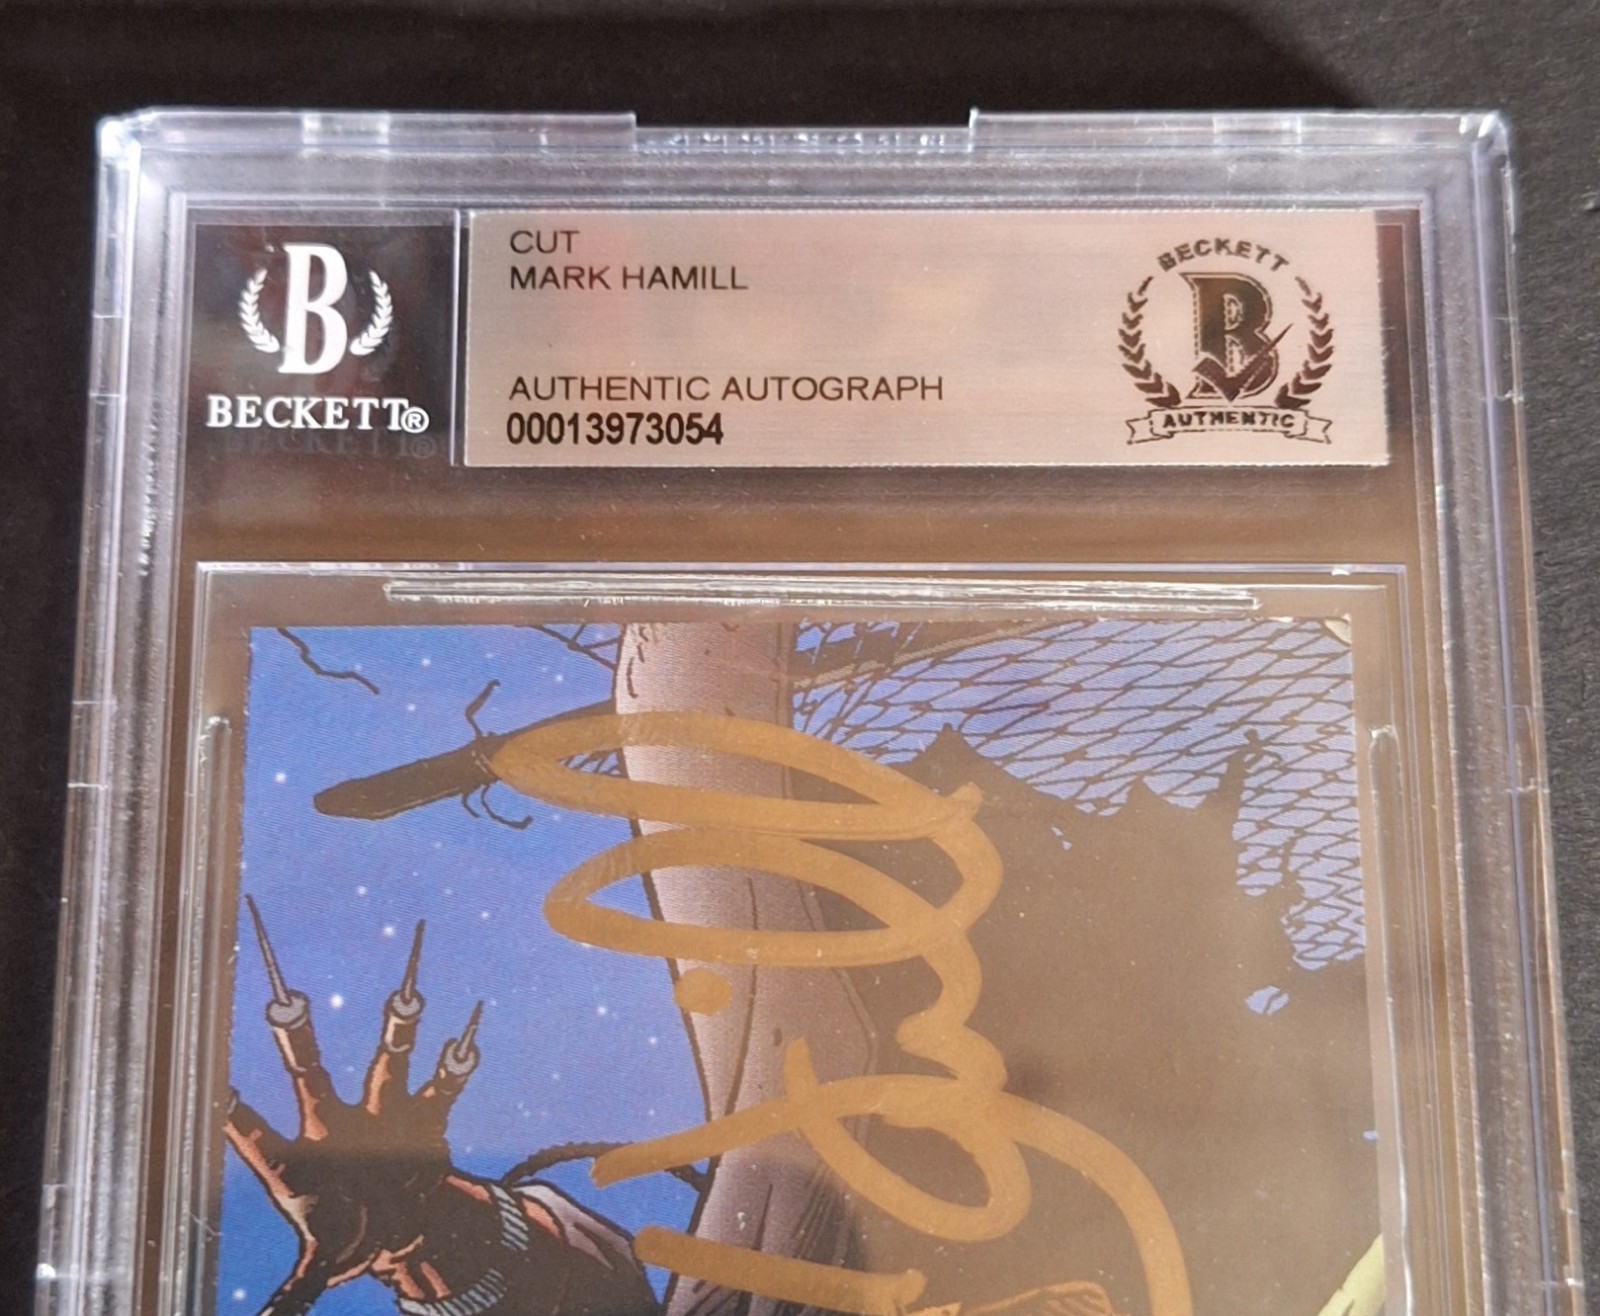 B
BECKETT®
CUT
MARK HAMILL
AUTHENTIC AUTOGRAPH
00013973054
BECKETT
B
AUTHENTIC